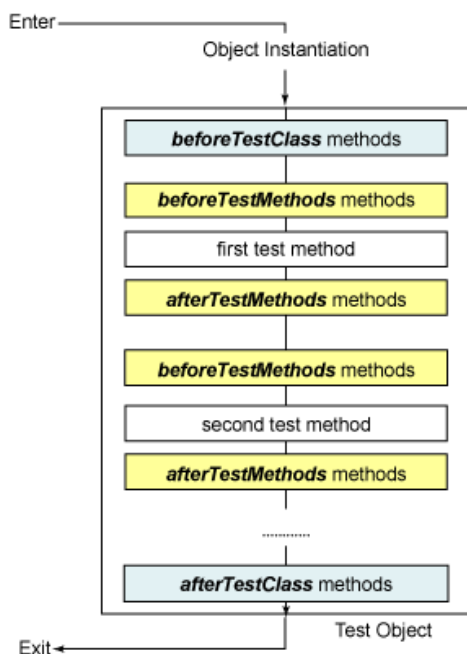 Enter
Object Instantiation
beforeTestClass methods
beforeTestMethods methods
first test method
afterTestMethods methods
beforeTestMethods methods
second test method
afterTestMethods methods
............
afterTestClass methods
Test Object
Exit